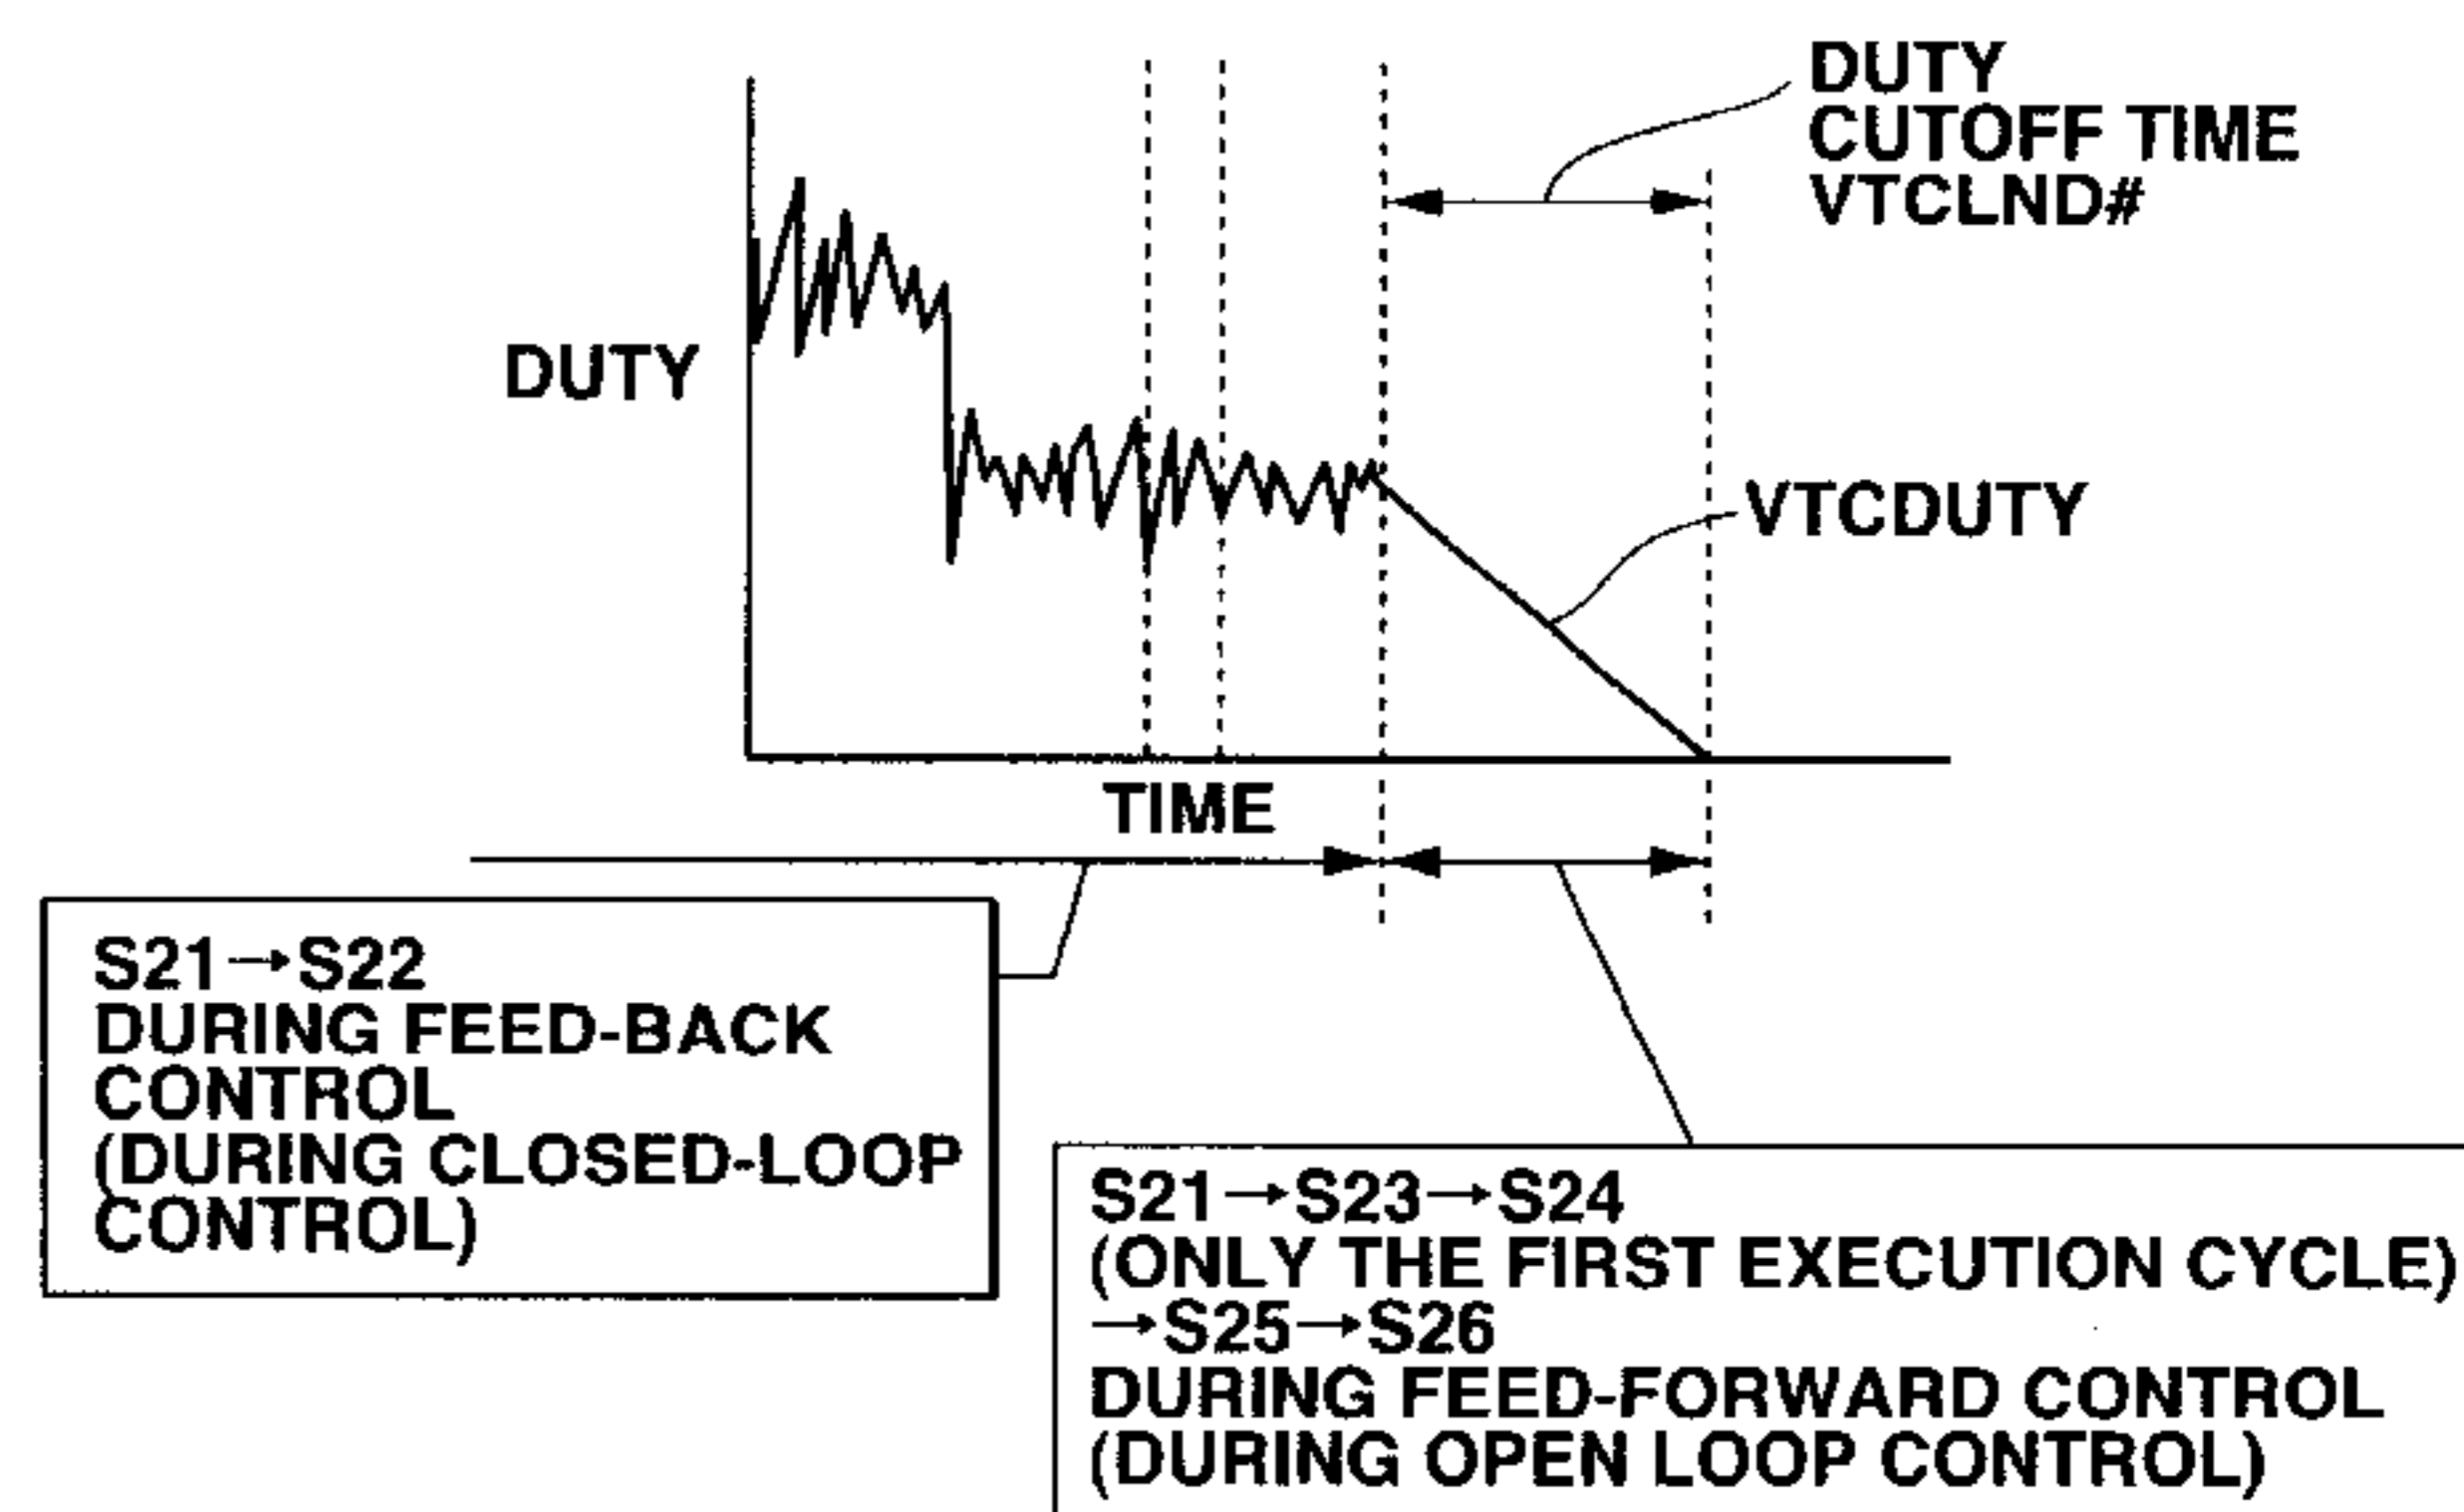 DUTY
CUTOFF TIME
VTCLND#
DUTY
VTCDUTY
TIME
S21→S22
DURING FEED-BACK
CONTROL
(DURING CLOSED-LOOP
CONTROL)
S21→S23→S24
(ONLY THE FIRST EXECUTION CYCLE)
→S25→S26
DURING FEED-FORWARD CONTROL
(DURING OPEN LOOP CONTROL)